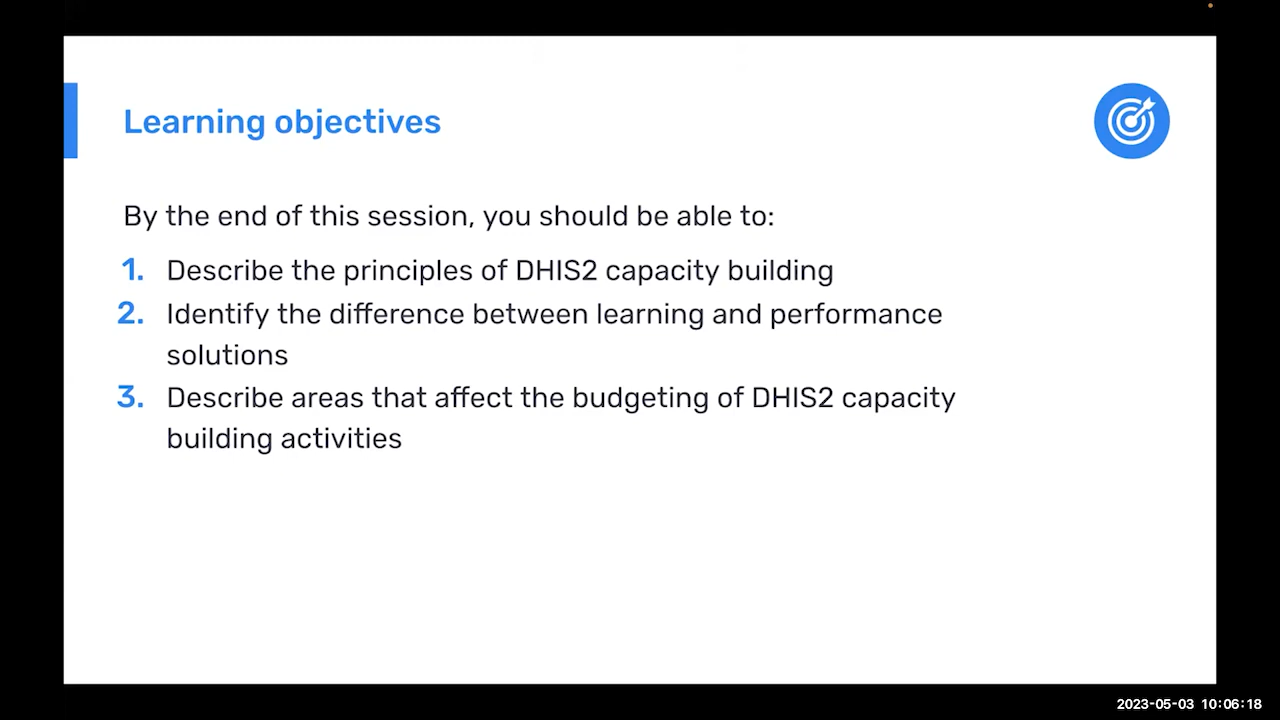 Learning objectives
By the end of this session, you should be able to:
1. Describe the principles of DHIS2 capacity building
2. Identify the difference between learning and performance
solutions
3. Describe areas that affect the budgeting of DHIS2 capacity
building activities
2023-05-03 10:06:18